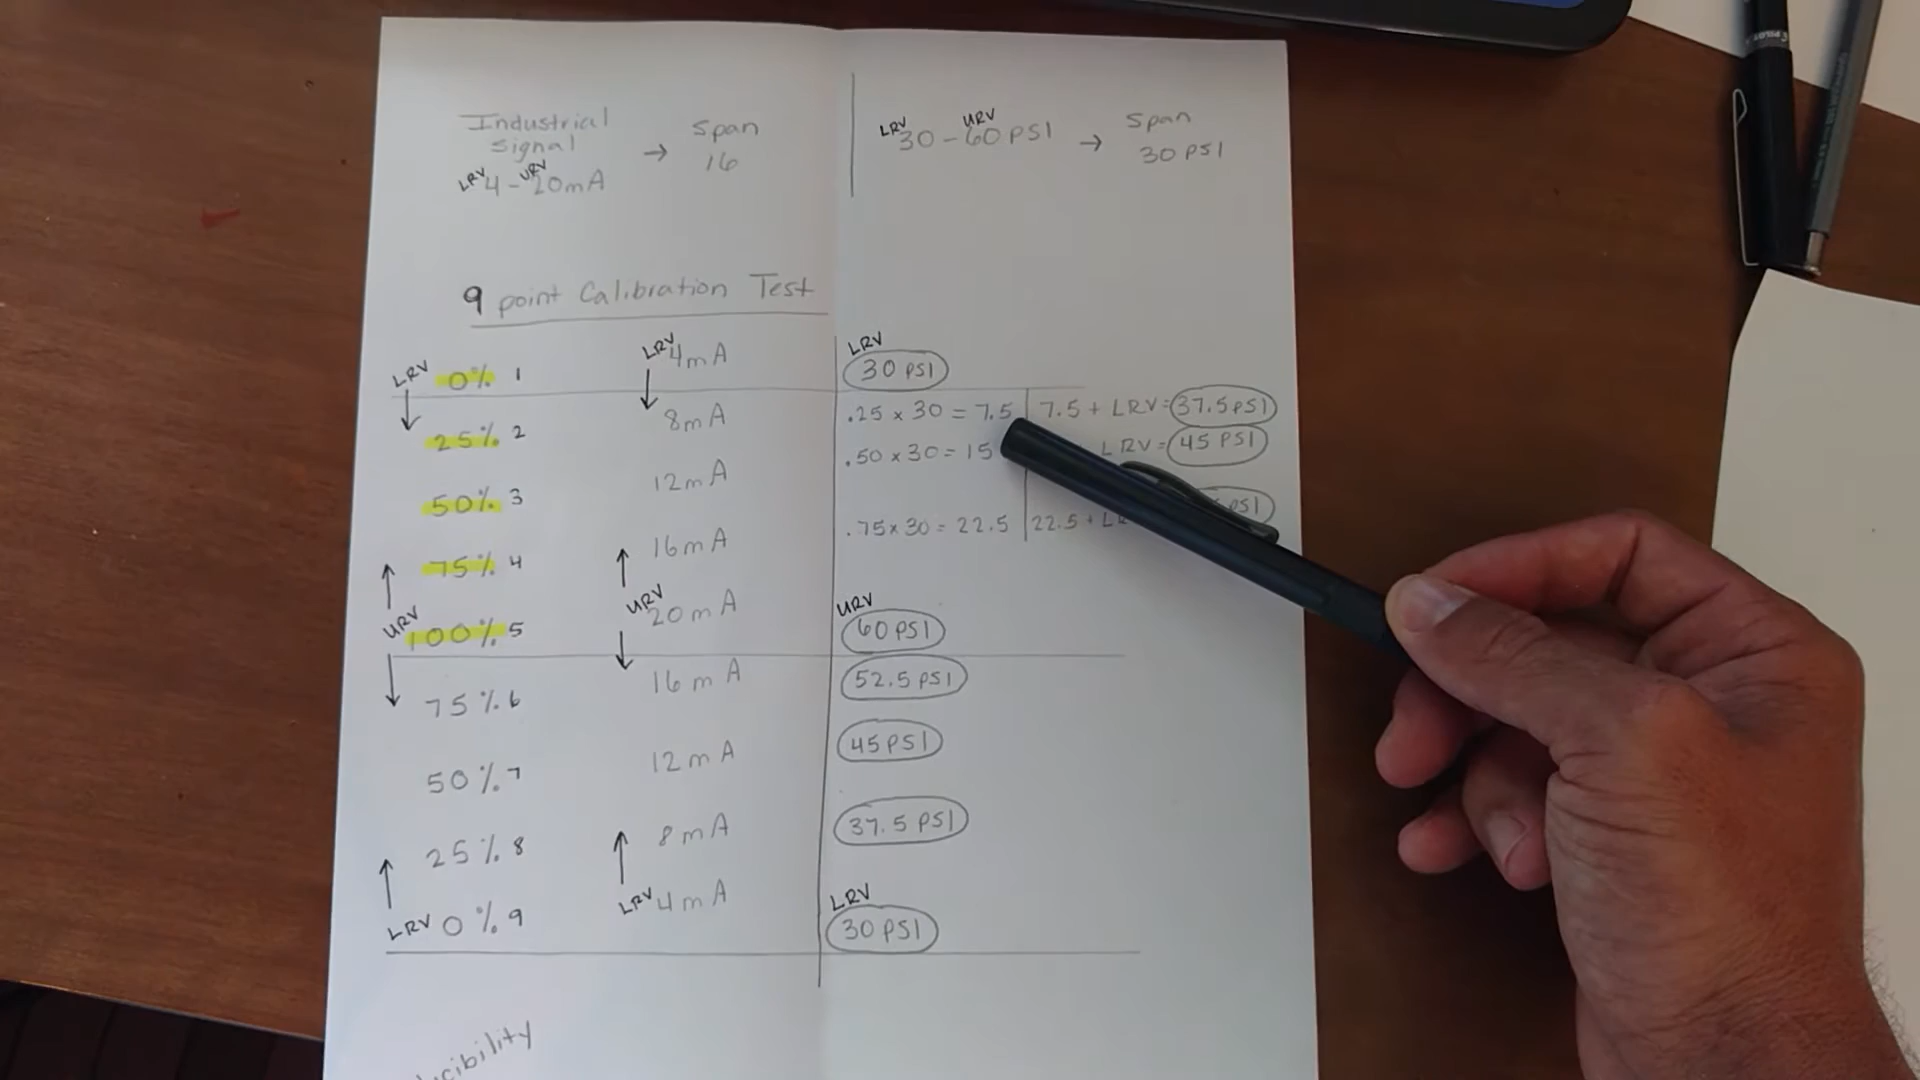 Industrial
Signal
LRV 4 - URV 20mA → Span 16
LRV 30 - URV 60 PSI → Span 30 PSI
9 point Calibration Test
LRV 0% 1 LRV 4mA LRV 30 PSI
25% 2 8mA .25 x 30 = 7.5 7.5 + LRV = 37.5 PSI
50% 3 12mA .50 x 30 = 15 LRV = 45 PSI
75% 4 16mA .75 x 30 = 22.5 22.5 + PSI
URV 100% 5 URV 20mA URV 60 PSI
75% 6 16mA 52.5 PSI
50% 7 12mA 45 PSI
25% 8 8mA 37.5 PSI
LRV 0% 9 LRV 4mA LRV 30 PSI
PILOT